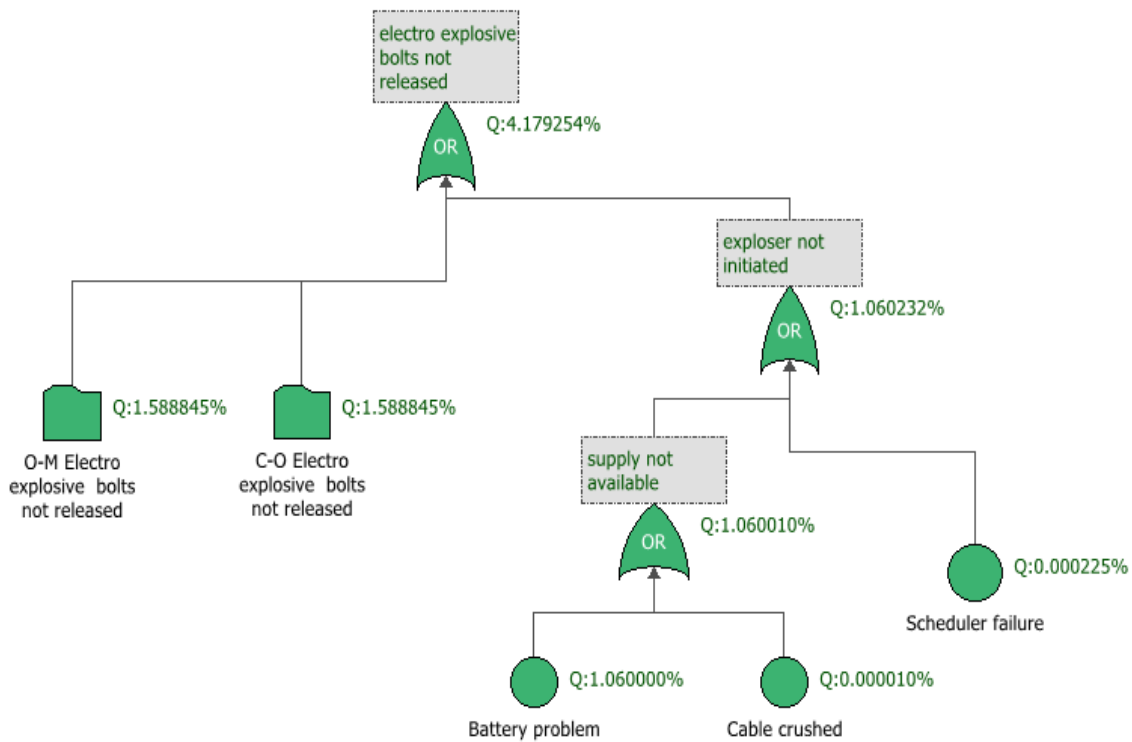 electro explosive
bolts not
released
Q:4.179254%
OR
exploser not
initiated
Q:1.060232%
OR
Q:1.588845%
Q:1.588845%
O-M Electro
explosive bolts
not released
C-O Electro
explosive bolts
not released
supply not
available
Q:1.060010%
OR
Q:0.000225%
Scheduler failure
Q:1.060000%
Q:0.000010%
Battery problem
Cable crushed